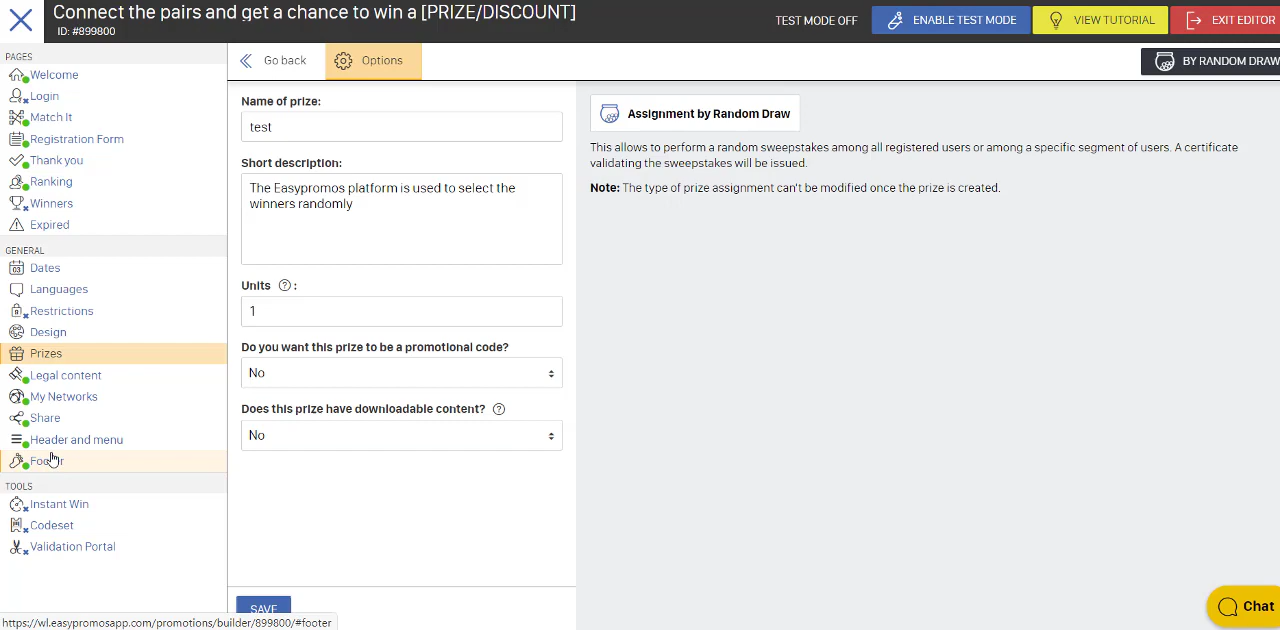 Connect the pairs and get a chance to win a [PRIZE/DISCOUNT]
ID: #899800
TEST MODE OFF
ENABLE TEST MODE
VIEW TUTORIAL
EXIT EDITOR
PAGES
Welcome
Login
Match It
Registration Form
Thank you
Ranking
Winners
Expired
GENERAL
Dates
Languages
Restrictions
Design
Prizes
Legal content
My Networks
Share
Header and menu
Footer
TOOLS
Instant Win
Codeset
Validation Portal
https://wl.easypromosapp.com/promotions/builder/899800/#footer
Go back
Options
BY RANDOM DRAW
Name of prize:
test
Short description:
The Easypromos platform is used to select the
winners randomly
Units ? :
1
Do you want this prize to be a promotional code?
No
Does this prize have downloadable content? ?
No
SAVE
Assignment by Random Draw
This allows to perform a random sweepstakes among all registered users or among a specific segment of users. A certificate
validating the sweepstakes will be issued.
Note: The type of prize assignment can't be modified once the prize is created.
Chat